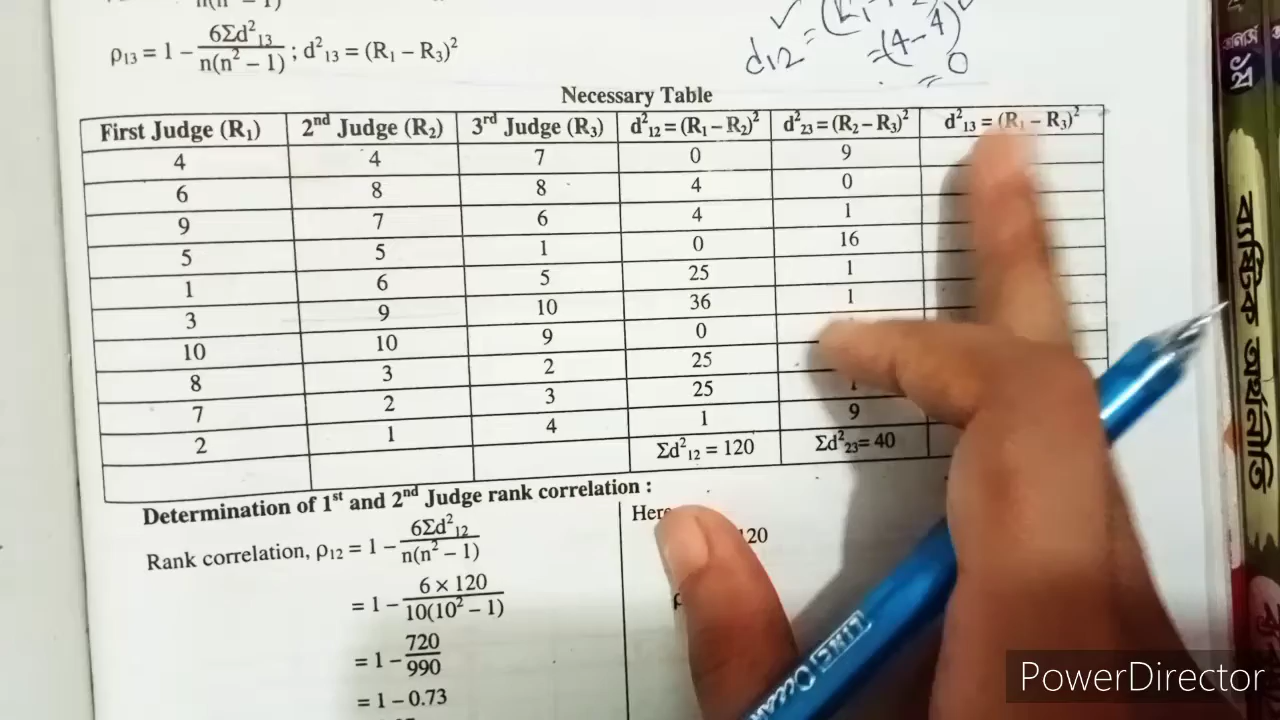 ρ₁₃ = 1 − 6Σd²₁₃ / n(n² − 1) ; d²₁₃ = (R₁ − R₃)²
d₁₂ =
= (4 − 4)
= 0
Necessary Table
First Judge (R₁) 2nd Judge (R₂) 3rd Judge (R₃) d²₁₂ = (R₁ − R₂)² d²₂₃ = (R₂ − R₃)² d²₁₃ = (R₁ − R₃)²
4 4 7 0 9
6 8 8 4 0
9 7 6 4 1
5 5 1 0 16
1 6 5 25 1
3 9 10 36 1
10 10 9 0
8 3 2 25
7 2 3 25
2 1 4 1 9
Σd²₁₂ = 120 Σd²₂₃ = 40
Determination of 1st and 2nd Judge rank correlation :
Rank correlation, ρ₁₂ = 1 − 6Σd²₁₂ / n(n² − 1)
= 1 − 6 × 120 / 10(10² − 1)
= 1 − 720 / 990
= 1 − 0.73
ব্যষ্টিক অর্থনীতি
১ম
PowerDirector